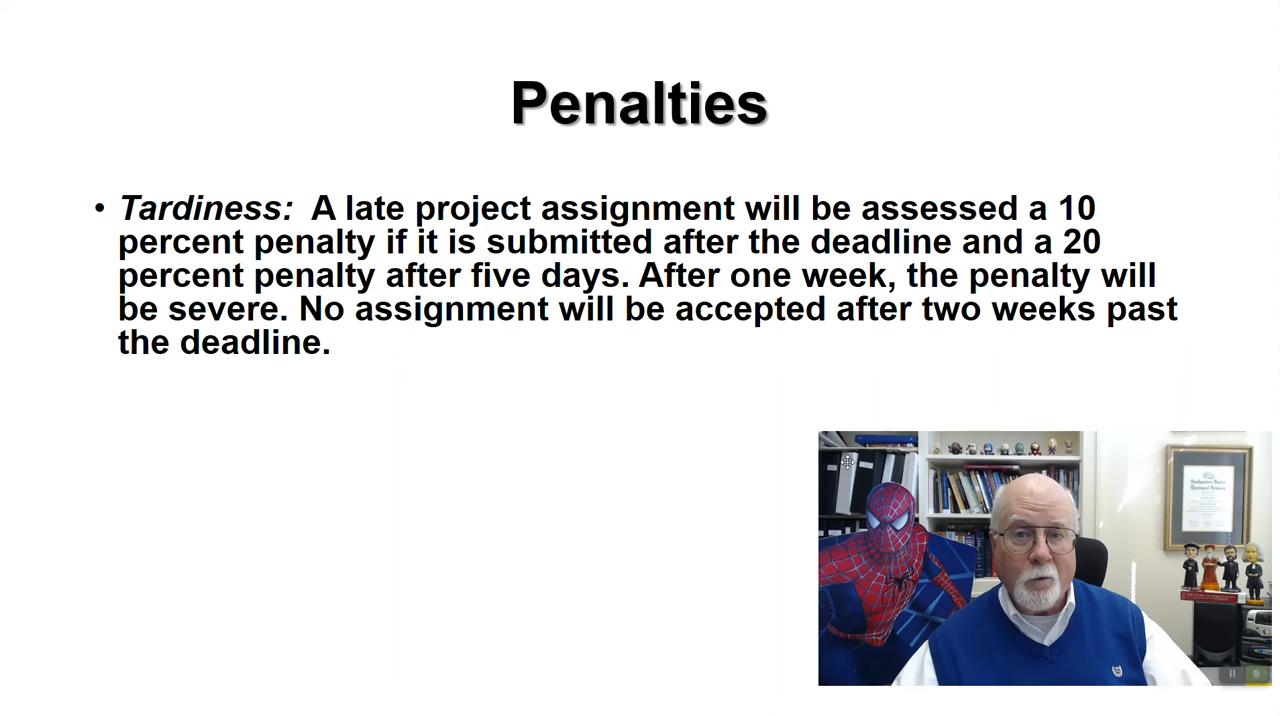 Penalties
• Tardiness:  A late project assignment will be assessed a 10
percent penalty if it is submitted after the deadline and a 20
percent penalty after five days. After one week, the penalty will
be severe. No assignment will be accepted after two weeks past
the deadline.